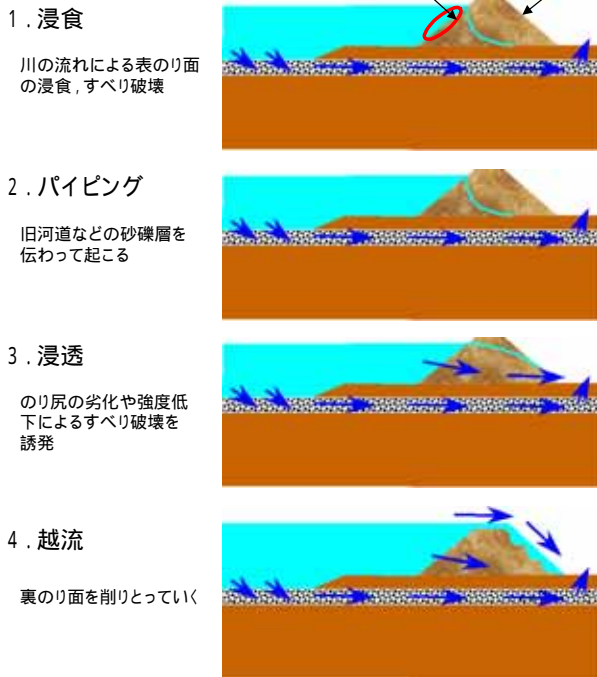 1．浸食
川の流れによる表のり面
の浸食，すべり破壊
2．パイピング
旧河道などの砂礫層を
伝わって起こる
3．浸透
のり尻の劣化や強度低
下によるすべり破壊を
誘発
4．越流
裏のり面を削りとっていく